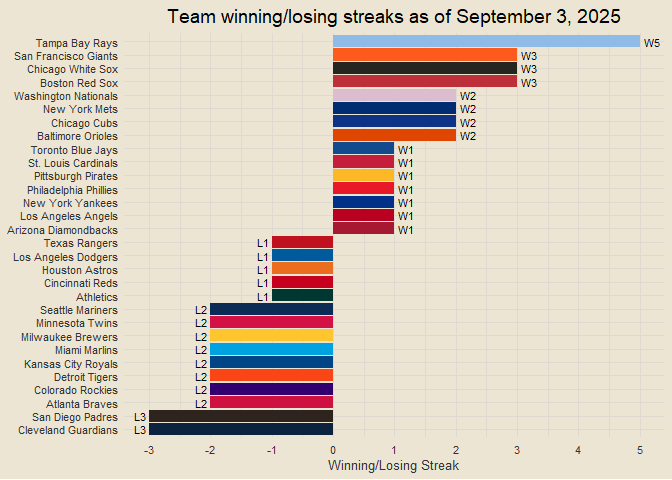 Team winning/losing streaks as of September 3, 2025
Tampa Bay Rays W5
San Francisco Giants W3
Chicago White Sox W3
Boston Red Sox W3
Washington Nationals W2
New York Mets W2
Chicago Cubs W2
Baltimore Orioles W2
Toronto Blue Jays W1
St. Louis Cardinals W1
Pittsburgh Pirates W1
Philadelphia Phillies W1
New York Yankees W1
Los Angeles Angels W1
Arizona Diamondbacks W1
Texas Rangers L1
Los Angeles Dodgers L1
Houston Astros L1
Cincinnati Reds L1
Athletics L1
Seattle Mariners L2
Minnesota Twins L2
Milwaukee Brewers L2
Miami Marlins L2
Kansas City Royals L2
Detroit Tigers L2
Colorado Rockies L2
Atlanta Braves L2
San Diego Padres L3
Cleveland Guardians L3
-3 -2 -1 0 1 2 3 4 5
Winning/Losing Streak